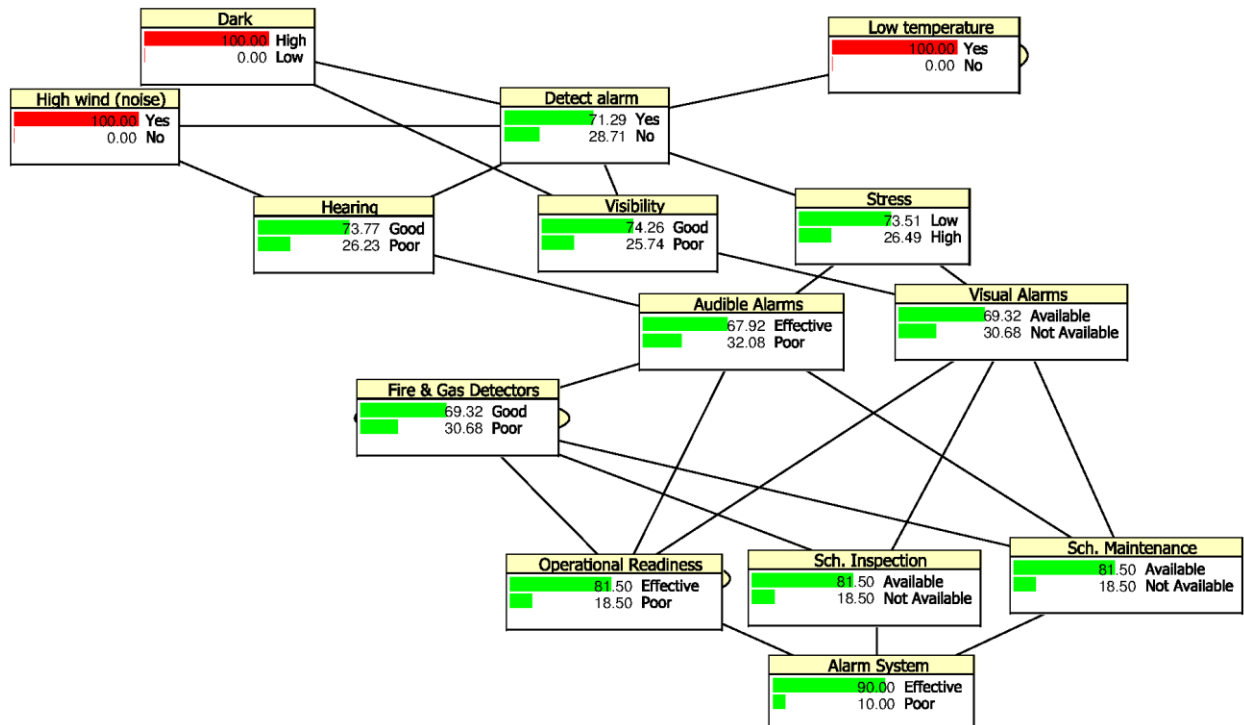 Dark
100.00 High
0.00 Low
Low temperature
100.00 Yes
0.00 No
High wind (noise)
100.00 Yes
0.00 No
Detect alarm
71.29 Yes
28.71 No
Hearing
73.77 Good
26.23 Poor
Visibility
74.26 Good
25.74 Poor
Stress
73.51 Low
26.49 High
Audible Alarms
67.92 Effective
32.08 Poor
Visual Alarms
69.32 Available
30.68 Not Available
Fire & Gas Detectors
69.32 Good
30.68 Poor
Operational Readiness
81.50 Effective
18.50 Poor
Sch. Inspection
81.50 Available
18.50 Not Available
Sch. Maintenance
81.50 Available
18.50 Not Available
Alarm System
90.00 Effective
10.00 Poor